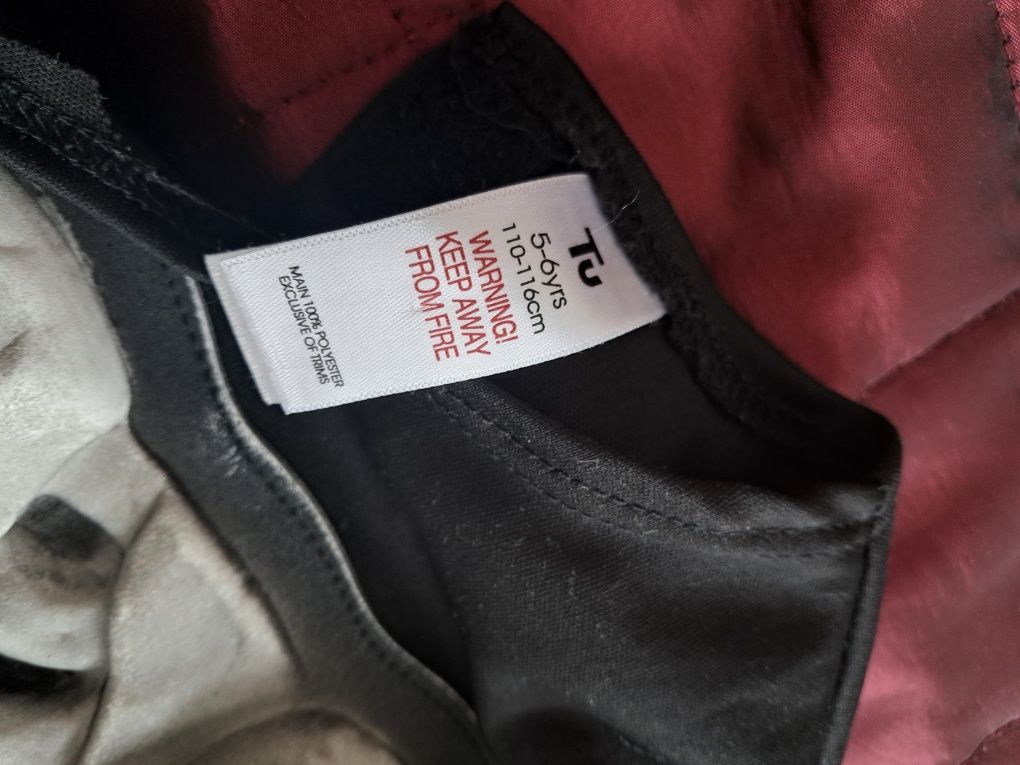 Tu
5-6yrs
110-116cm
WARNING!
KEEP AWAY
FROM FIRE
MAIN 100% POLYESTER
EXCLUSIVE OF TRIMS